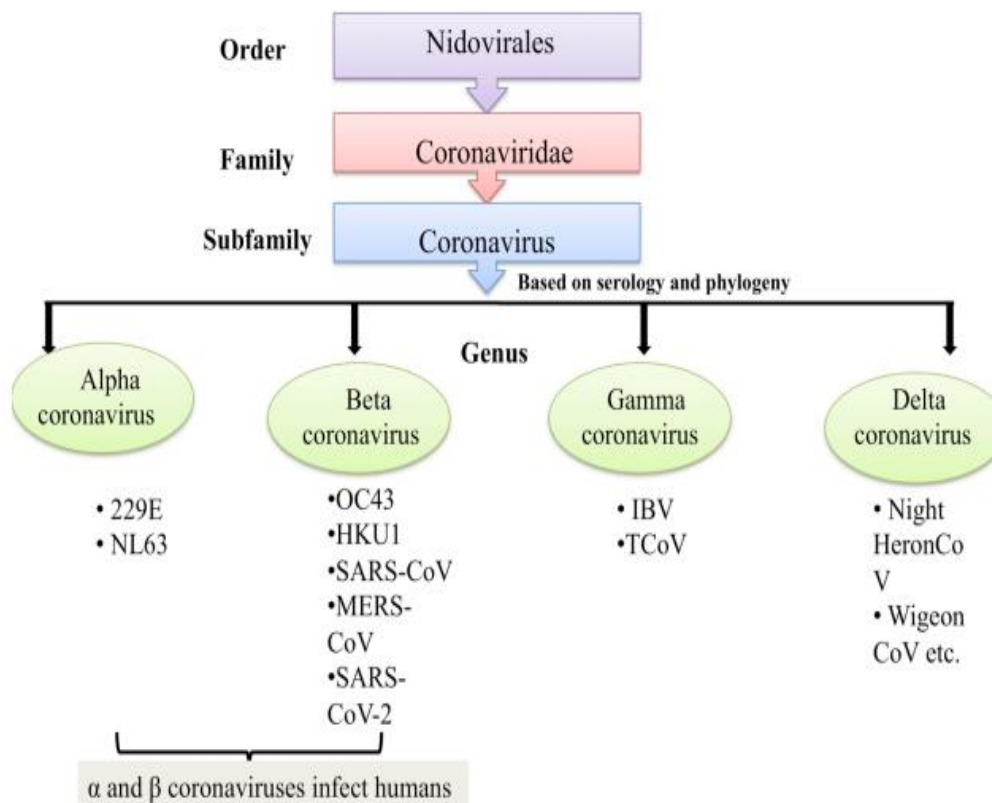 Order
Nidovirales
Family
Coronaviridae
Subfamily
Coronavirus
Based on serology and phylogeny
Genus
Alpha
coronavirus
• 229E
• NL63
Beta
coronavirus
•OC43
•HKU1
•SARS-CoV
•MERS-
CoV
•SARS-
CoV-2
Gamma
coronavirus
• IBV
•TCoV
Delta
coronavirus
• Night
HeronCo
V
• Wigeon
CoV etc.
α and β coronaviruses infect humans